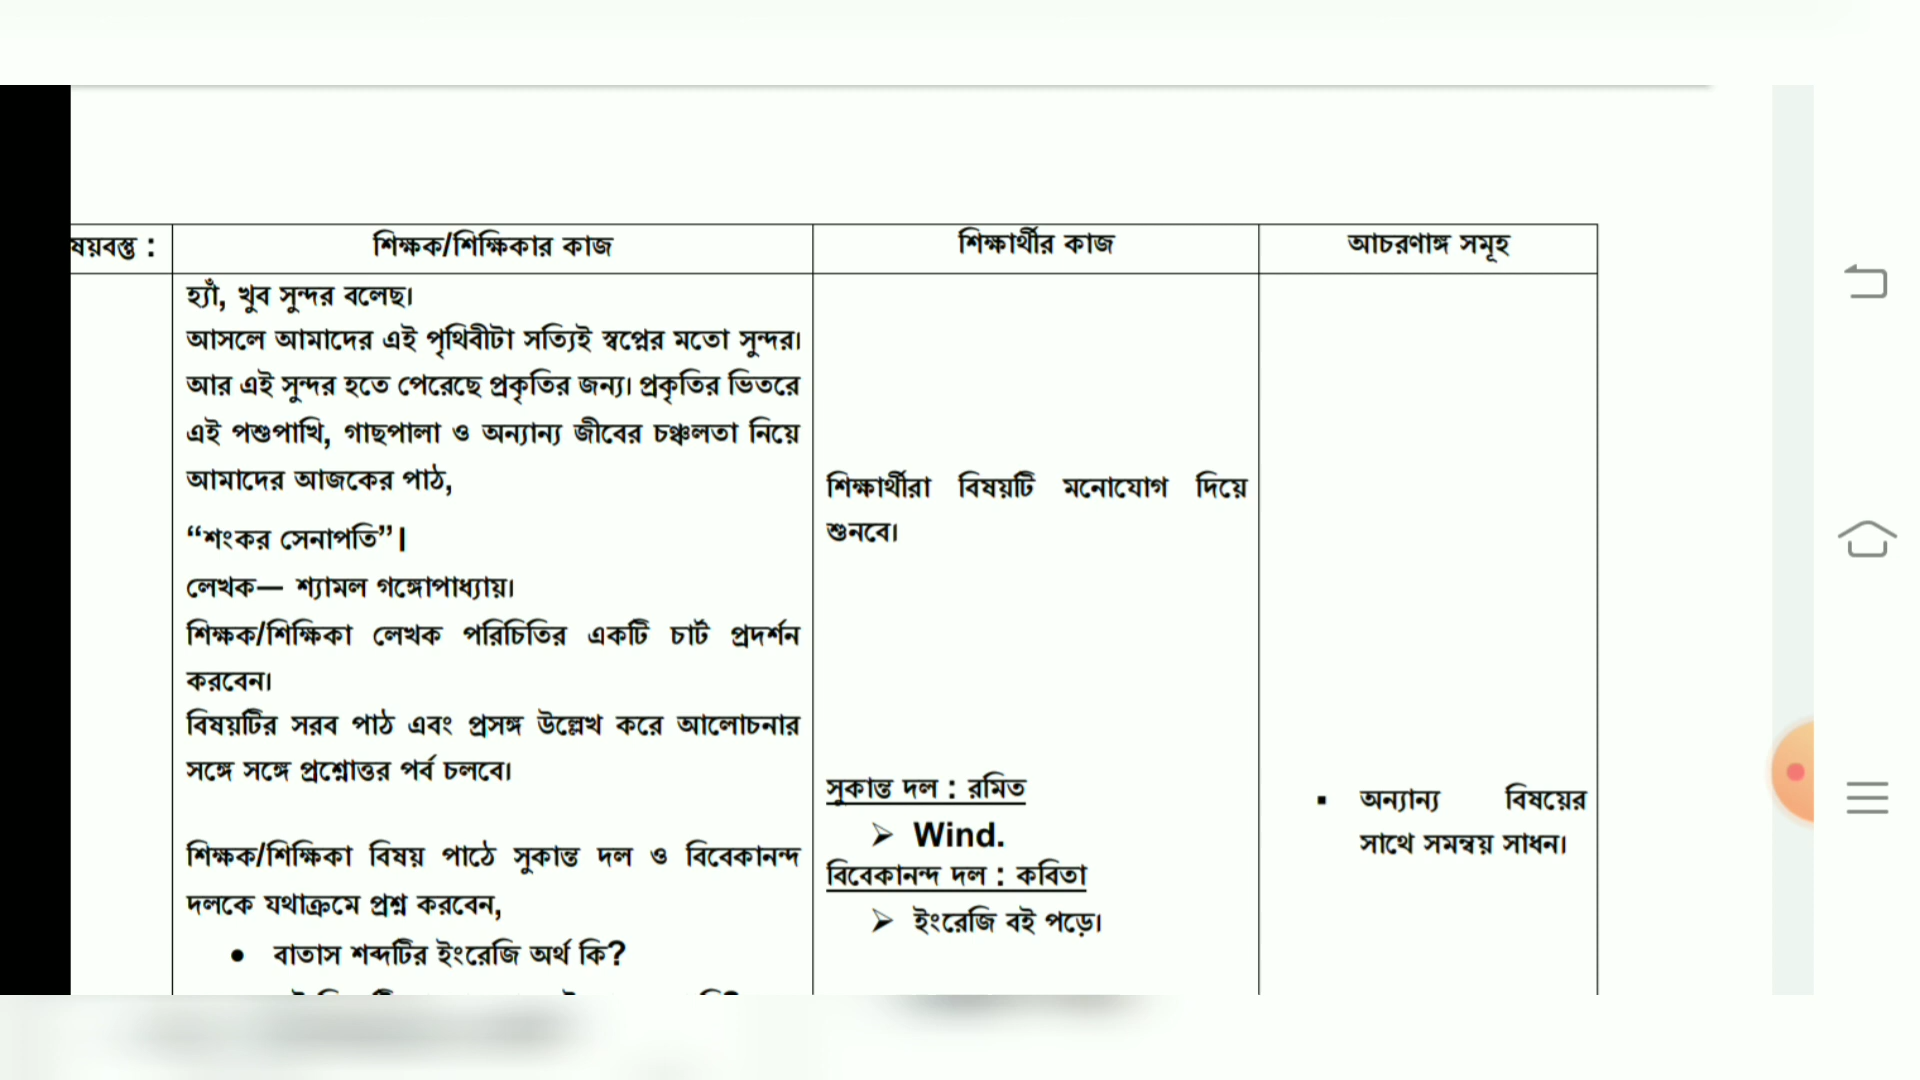 ষয়বস্তু :
শিক্ষক/শিক্ষিকার কাজ
শিক্ষার্থীর কাজ
আচরণাঙ্গ সমূহ
হ্যাঁ, খুব সুন্দর বলেছ।
আসলে আমাদের এই পৃথিবীটা সত্যিই স্বপ্নের মতো সুন্দর।
আর এই সুন্দর হতে পেরেছে প্রকৃতির জন্য। প্রকৃতির ভিতরে
এই পশুপাখি, গাছপালা ও অন্যান্য জীবের চঞ্চলতা নিয়ে
আমাদের আজকের পাঠ,
“শংকর সেনাপতি”।
লেখক— শ্যামল গঙ্গোপাধ্যায়।
শিক্ষক/শিক্ষিকা লেখক পরিচিতির একটি চার্ট প্রদর্শন
করবেন।
বিষয়টির সরব পাঠ এবং প্রসঙ্গ উল্লেখ করে আলোচনার
সঙ্গে সঙ্গে প্রশ্নোত্তর পর্ব চলবে।
শিক্ষক/শিক্ষিকা বিষয় পাঠে সুকান্ত দল ও বিবেকানন্দ
দলকে যথাক্রমে প্রশ্ন করবেন,
• বাতাস শব্দটির ইংরেজি অর্থ কি?
শিক্ষার্থীরা বিষয়টি মনোযোগ দিয়ে
শুনবে।
সুকান্ত দল : রমিত
➢ Wind.
বিবেকানন্দ দল : কবিতা
➢ ইংরেজি বই পড়ে।
▪ অন্যান্য বিষয়ের
সাথে সমন্বয় সাধন।